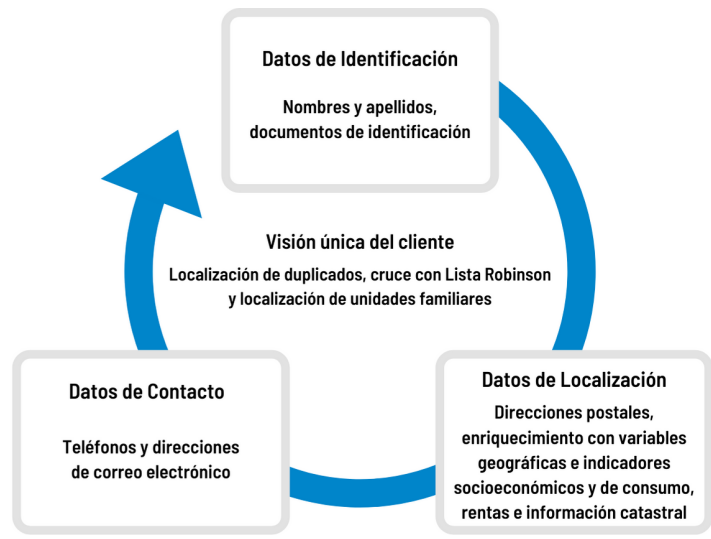 Datos de Identificación
Nombres y apellidos,
documentos de identificación
Visión única del cliente
Localización de duplicados, cruce con Lista Robinson
y localización de unidades familiares
Datos de Contacto
Teléfonos y direcciones
de correo electrónico
Datos de Localización
Direcciones postales,
enriquecimiento con variables
geográficas e indicadores
socioeconómicos y de consumo,
rentas e información catastral